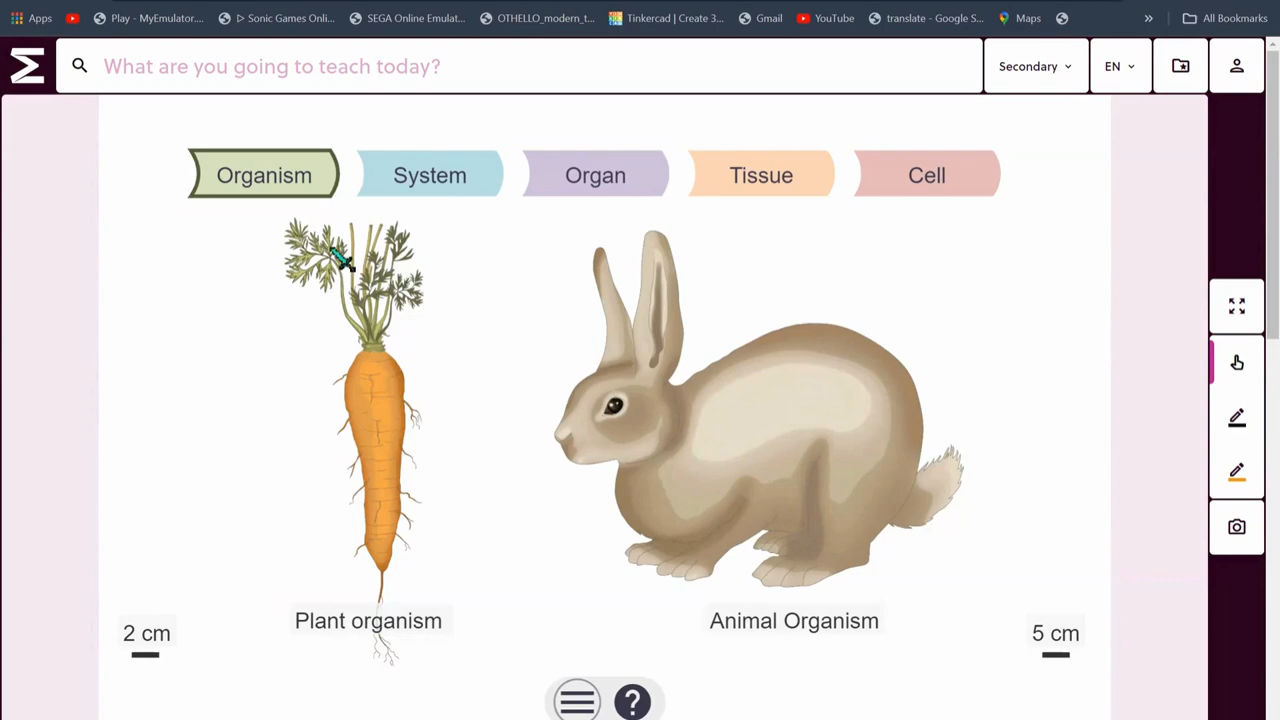 Apps Play - MyEmulator.... ▷ Sonic Games Onli... SEGA Online Emulat... OTHELLO_modern_t... Tinkercad | Create 3... Gmail YouTube translate - Google S... Maps » All Bookmarks
What are you going to teach today? Secondary EN
Organism System Organ Tissue Cell
Plant organism Animal Organism
2 cm 5 cm
?